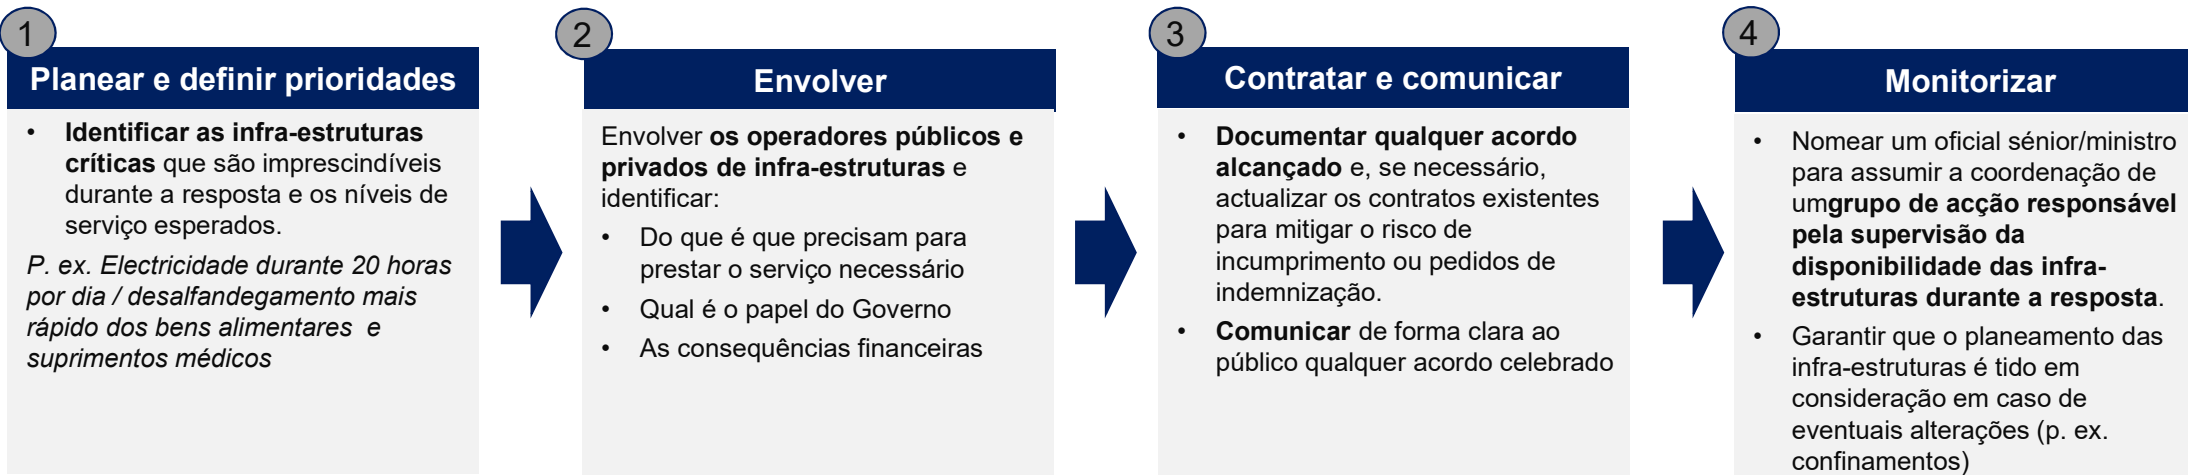 1
Planear e definir prioridades
• Identificar as infra-estruturas
críticas que são imprescindíveis
durante a resposta e os níveis de
serviço esperados.
P. ex. Electricidade durante 20 horas
por dia / desalfandegamento mais
rápido dos bens alimentares e
suprimentos médicos
2
Envolver
Envolver os operadores públicos e
privados de infra-estruturas e
identificar:
• Do que é que precisam para
prestar o serviço necessário
• Qual é o papel do Governo
• As consequências financeiras
3
Contratar e comunicar
• Documentar qualquer acordo
alcançado e, se necessário,
actualizar os contratos existentes
para mitigar o risco de
incumprimento ou pedidos de
indemnização.
• Comunicar de forma clara ao
público qualquer acordo celebrado
4
Monitorizar
• Nomear um oficial sénior/ministro
para assumir a coordenação de
umgrupo de acção responsável
pela supervisão da
disponibilidade das infra-
estruturas durante a resposta.
• Garantir que o planeamento das
infra-estruturas é tido em
consideração em caso de
eventuais alterações (p. ex.
confinamentos)